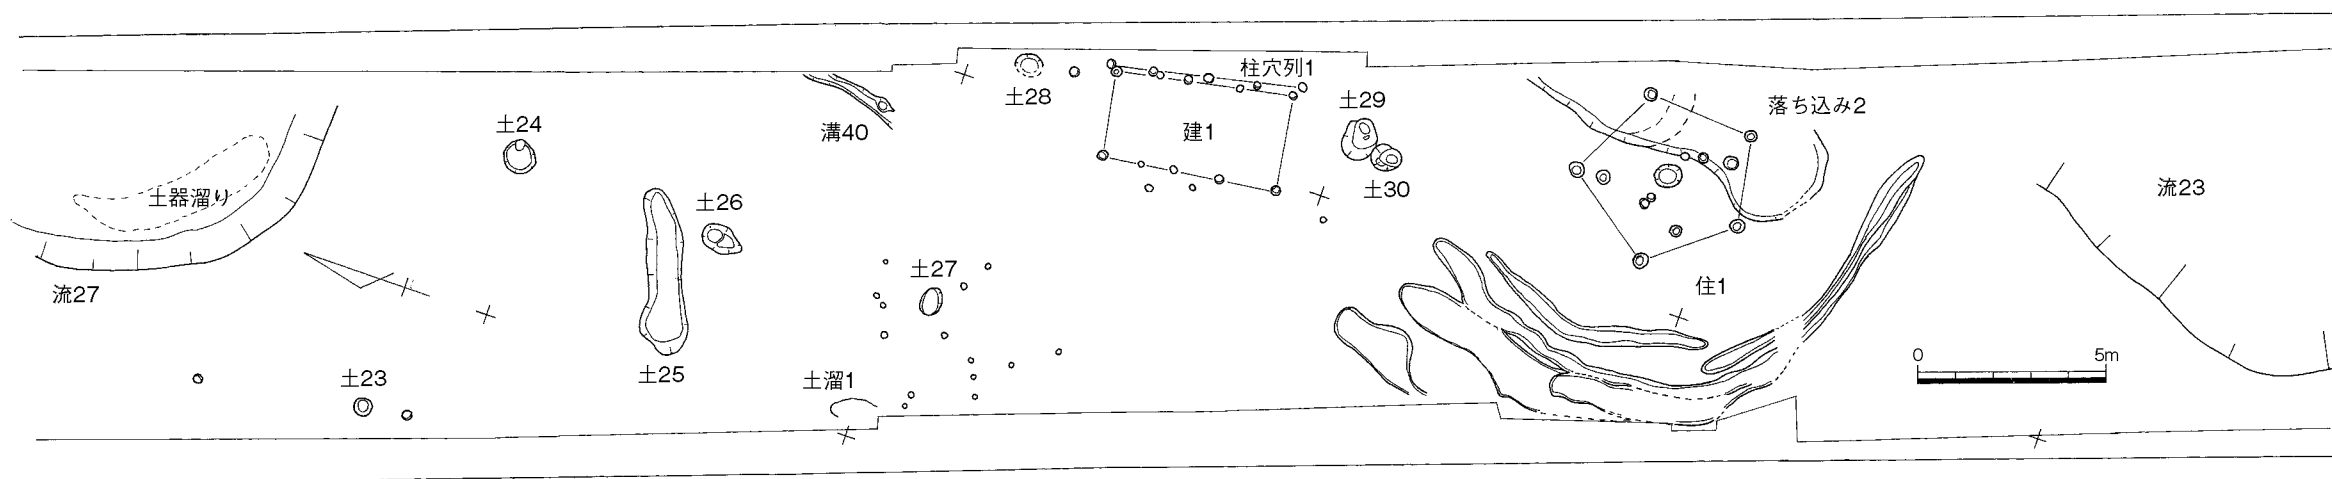 土器溜り
流27
土24
土23
土25
土26
溝40
土27
土溜1
土28
柱穴列1
建1
土29
土30
落ち込み2
住1
流23
0 5m